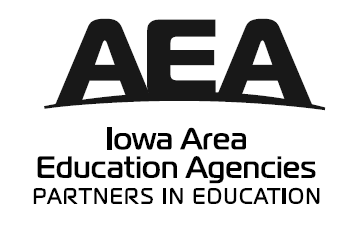 AEA
Iowa Area
Education Agencies
PARTNERS IN EDUCATION